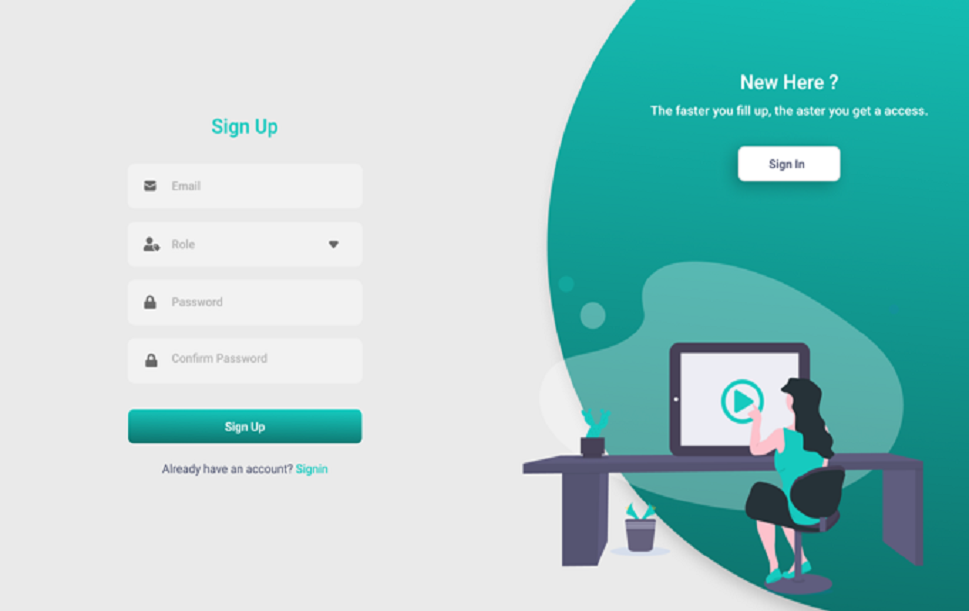 Sign Up
Email
Role
Password
Confirm Password
Sign Up
Already have an account? Signin
New Here ?
The faster you fill up, the aster you get a access.
Sign In